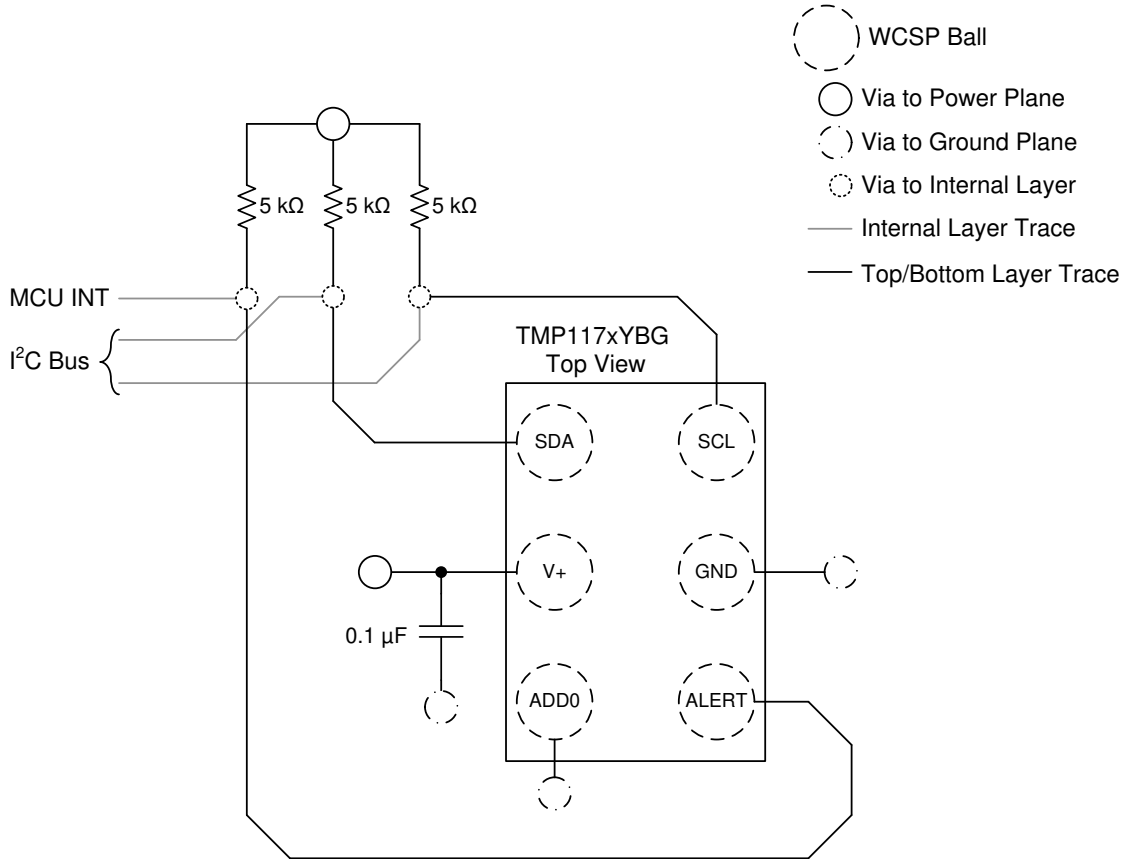 WCSP Ball
Via to Power Plane
Via to Ground Plane
Via to Internal Layer
Internal Layer Trace
Top/Bottom Layer Trace
5 kΩ
5 kΩ
5 kΩ
MCU INT
I²C Bus
TMP117xYBG
Top View
SDA
SCL
V+
GND
0.1 µF
ADD0
ALERT